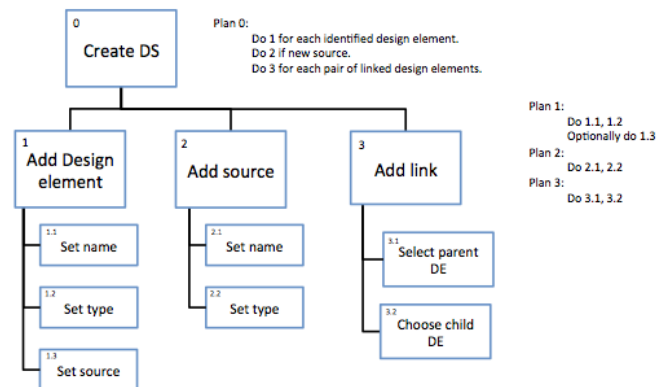 0
Create DS
Plan 0:
Do 1 for each identified design element.
Do 2 if new source.
Do 3 for each pair of linked design elements.
Plan 1:
Do 1.1, 1.2
Optionally do 1.3
Plan 2:
Do 2.1, 2.2
Plan 3:
Do 3.1, 3.2
1
Add Design
element
2
Add source
3
Add link
1.1
Set name
1.2
Set type
1.3
Set source
2.1
Set name
2.2
Set type
3.1
Select parent
DE
3.2
Choose child
DE